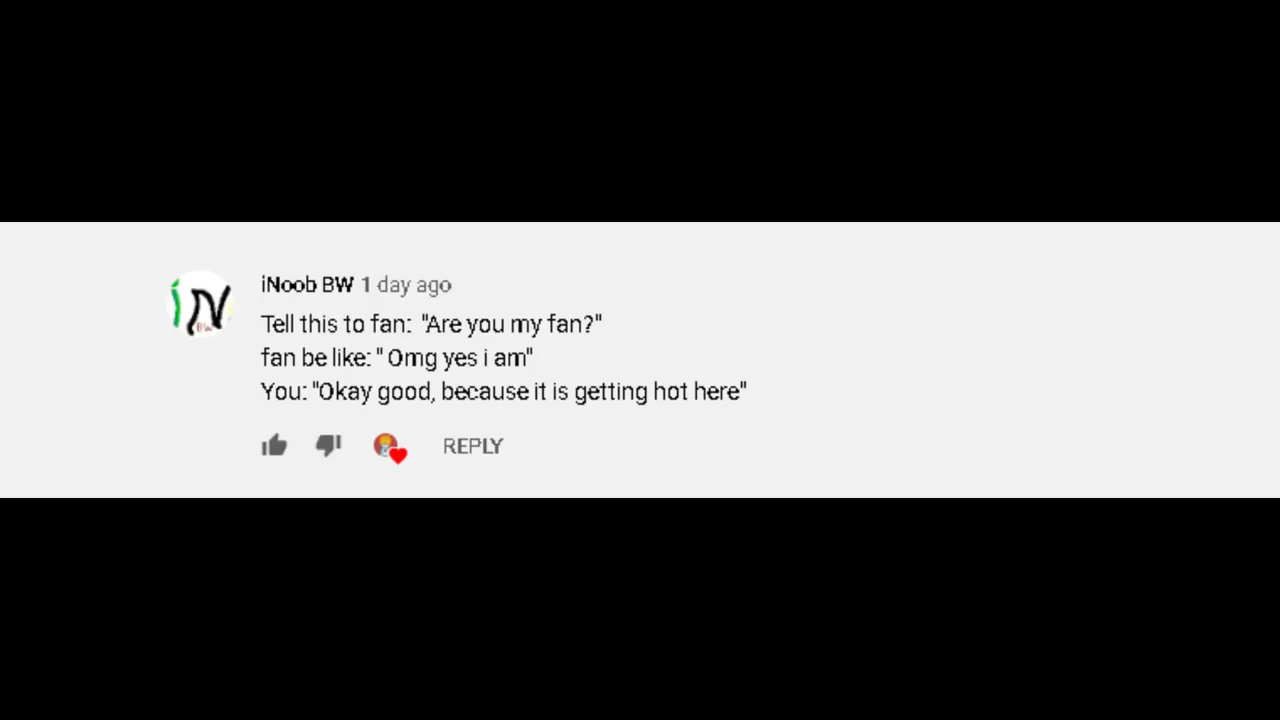 iNoob BW 1 day ago
Tell this to fan: "Are you my fan?"
fan be like: " Omg yes i am"
You: "Okay good, because it is getting hot here"
REPLY